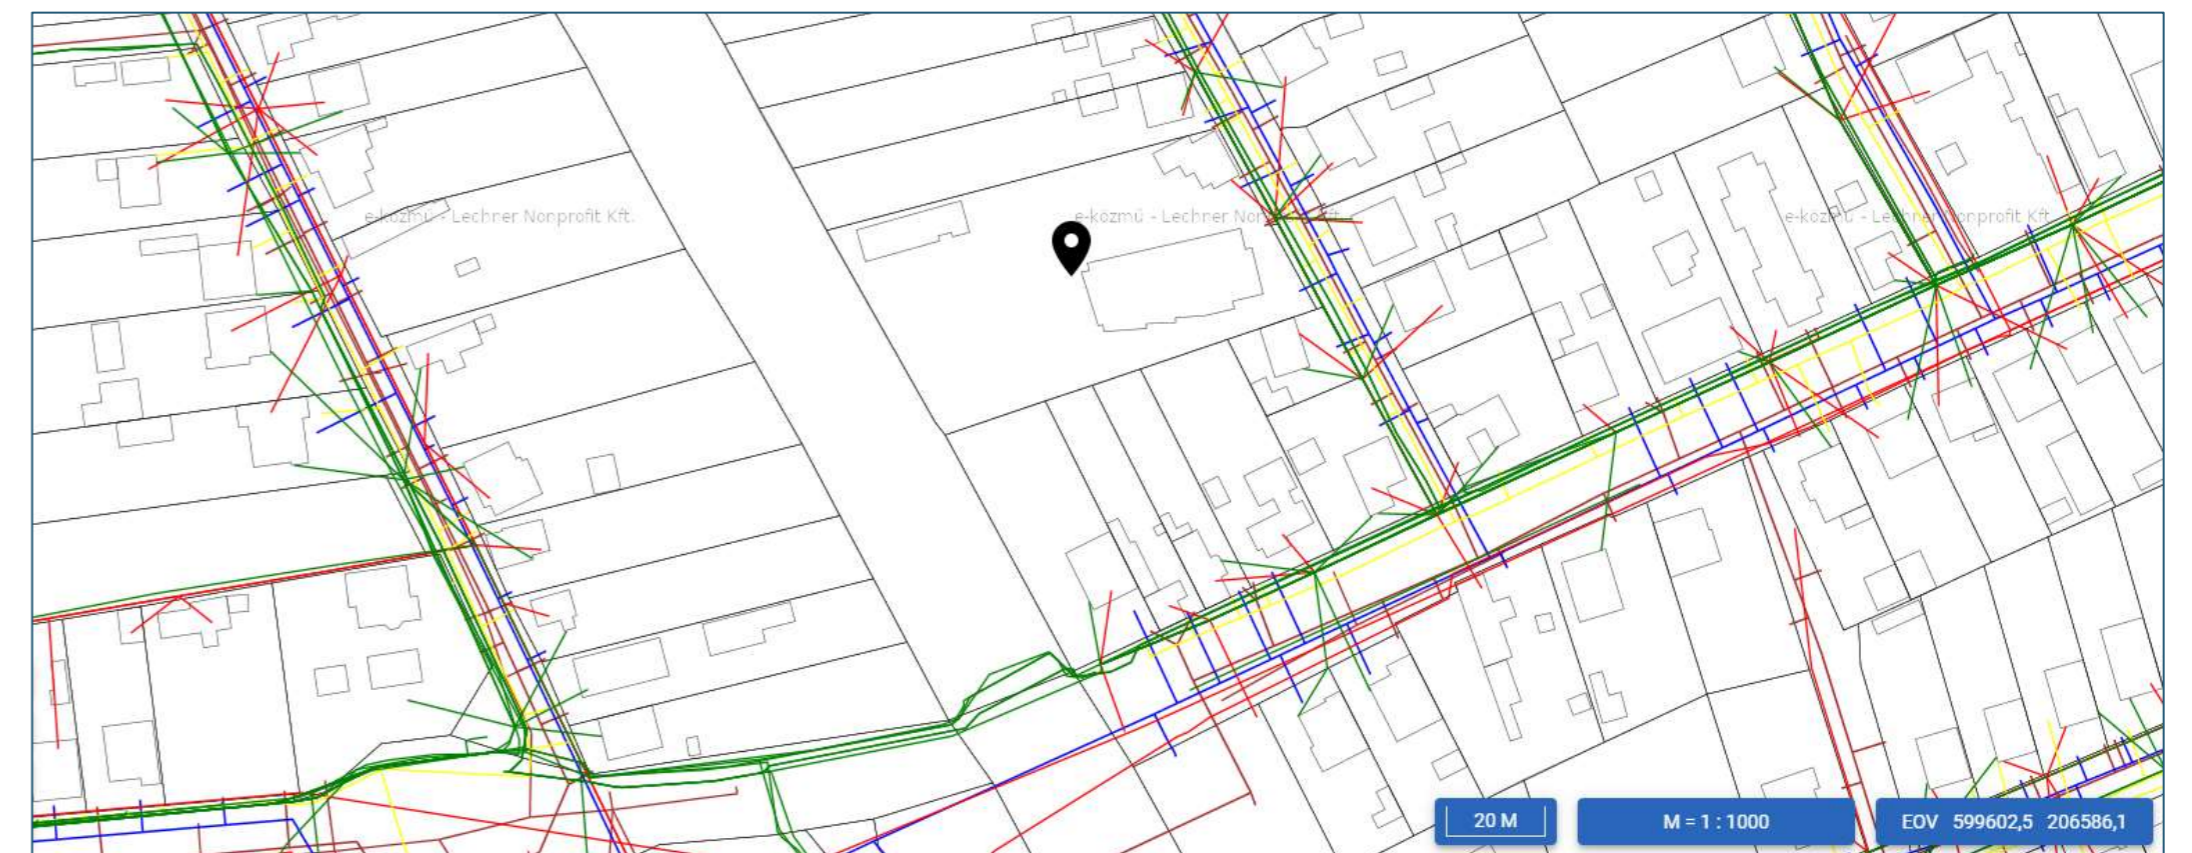 e-közmű - Lechner Nonprofit Kft.
e-közmű - Lechner Nonprofit Kft.
e-közmű - Lechner Nonprofit Kft.
20 M
M = 1 : 1000
EOV 599602,5 206586,1